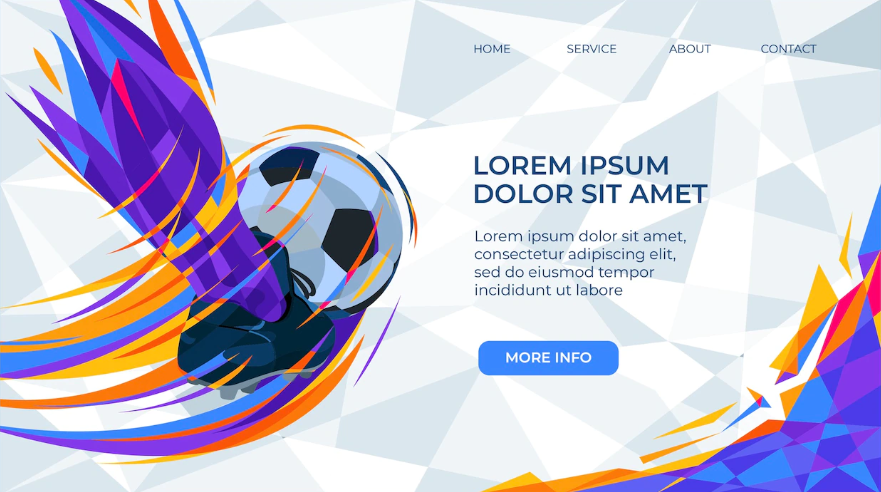 HOME SERVICE ABOUT CONTACT
LOREM IPSUM
DOLOR SIT AMET
Lorem ipsum dolor sit amet,
consectetur adipiscing elit,
sed do eiusmod tempor
incididunt ut labore
MORE INFO